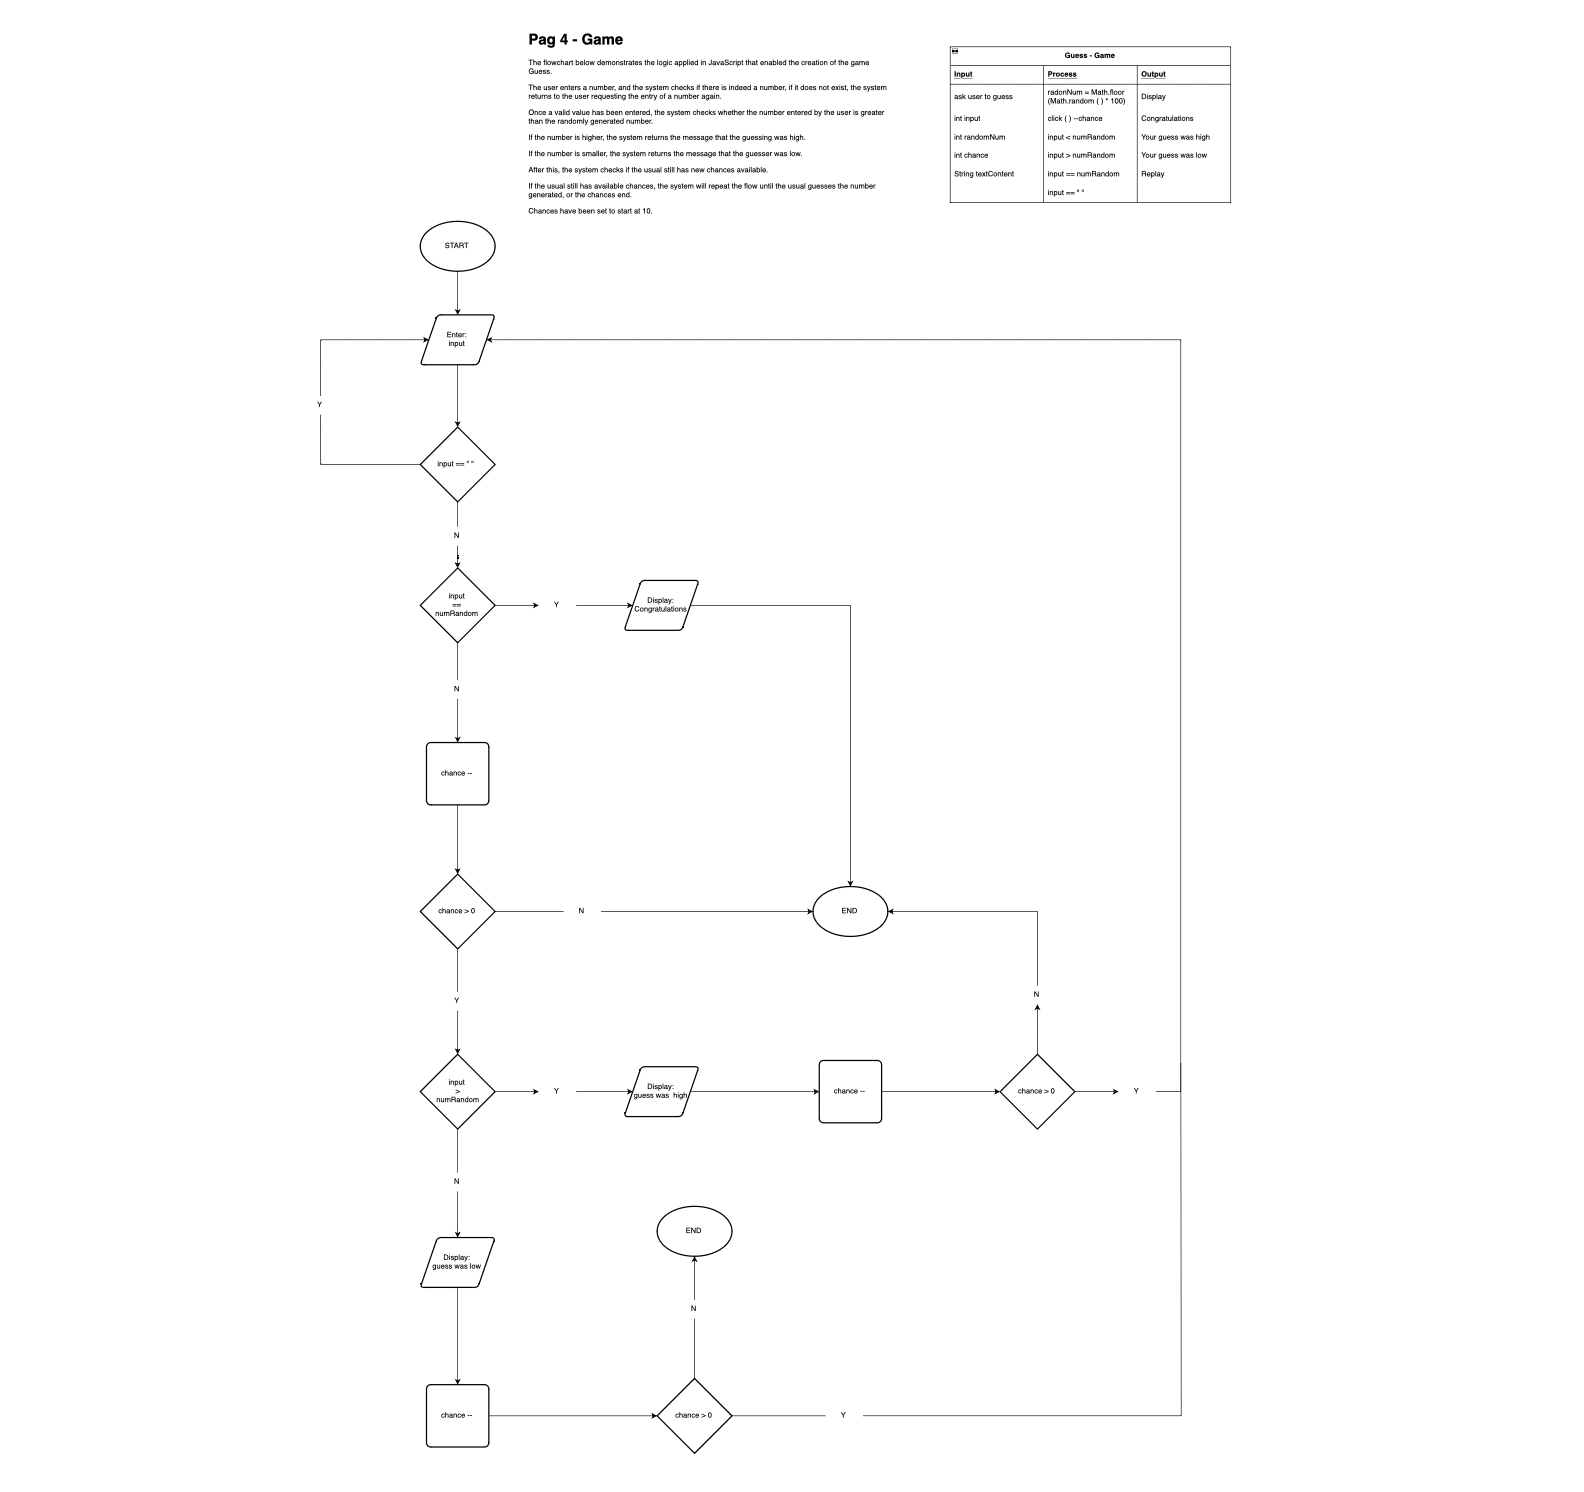 Pag 4 - Game
The flowchart below demonstrates the logic applied in JavaScript that enabled the creation of the game
Guess.
The user enters a number, and the system checks if there is indeed a number, if it does not exist, the system
returns to the user requesting the entry of a number again.
Once a valid value has been entered, the system checks whether the number entered by the user is greater
than the randomly generated number.
If the number is higher, the system returns the message that the guessing was high.
If the number is smaller, the system returns the message that the guesser was low.
After this, the system checks if the usual still has new chances available.
If the usual still has available chances, the system will repeat the flow until the usual guesses the number
generated, or the chances end.
Chances have been set to start at 10.
Guess - Game
Input
Process
Output
ask user to guess
radonNum = Math.floor
(Math.random ( ) * 100)
Display
int input
click ( ) --chance
Congratulations
int randomNum
input < numRandom
Your guess was high
int chance
input > numRandom
Your guess was low
String textContent
input == numRandom
Replay
input == " "
START
Enter:
input
Y
input == " "
N
input
==
numRandom
Y
Display:
Congratulations
N
chance --
chance > 0
N
END
N
Y
input
>
numRandom
Y
Display:
guess was high
chance --
chance > 0
Y
N
Display:
guess was low
END
N
chance --
chance > 0
Y